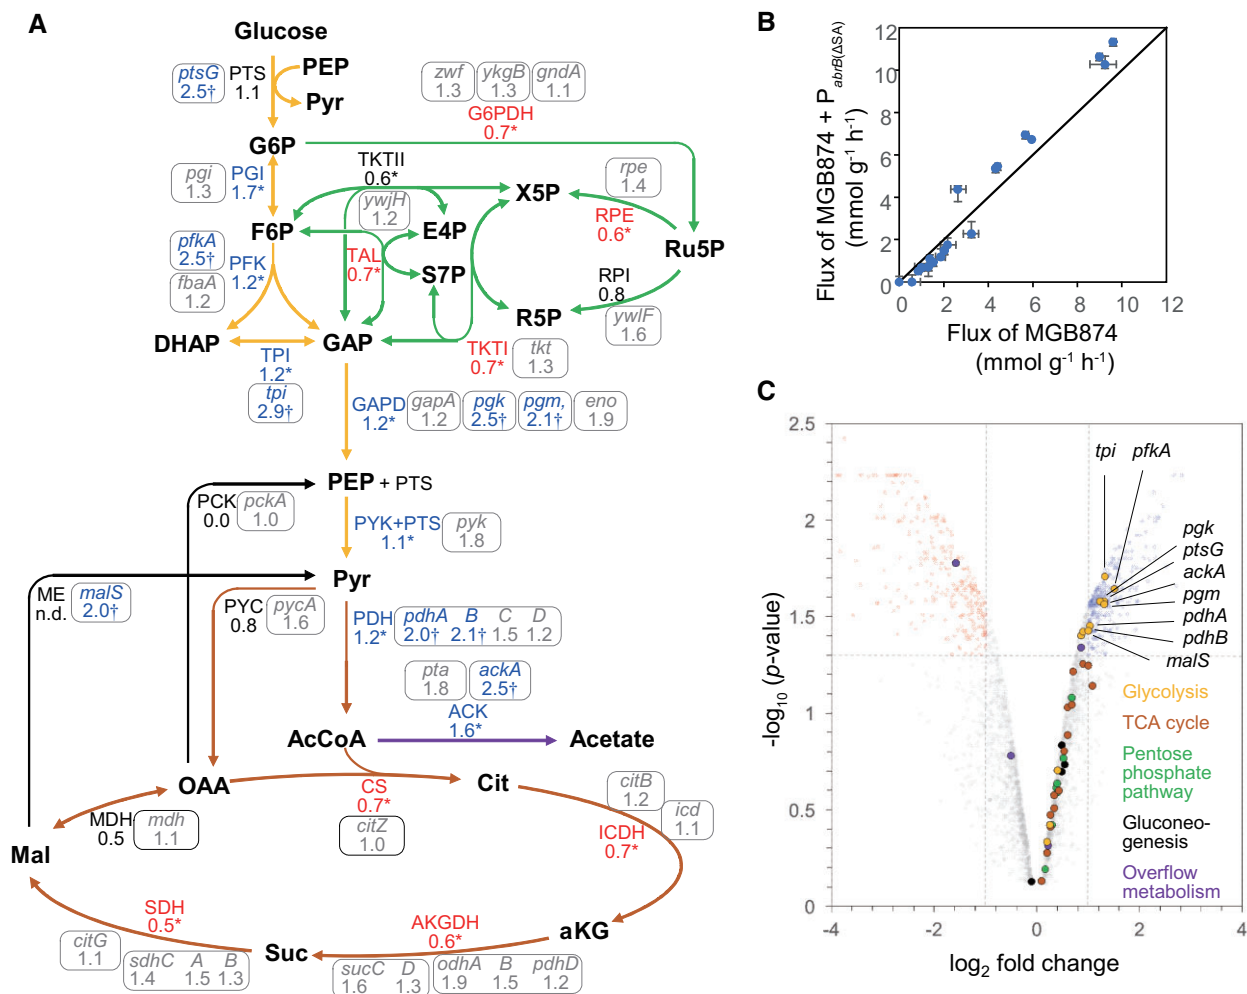 A
Glucose
ptsG
2.5†
PTS
1.1
PEP
Pyr
zwf
1.3
ykgB
1.3
gndA
1.1
G6PDH
0.7*
G6P
pgi
1.3
PGI
1.7*
TKTII
0.6*
ywjH
1.2
X5P
rpe
1.4
RPE
0.6*
Ru5P
F6P
E4P
TAL
0.7*
S7P
RPI
0.8
ywlF
1.6
R5P
pfkA
2.5†
PFK
1.2*
fbaA
1.2
DHAP
GAP
TPI
1.2*
tpi
2.9†
TKTI
0.7*
tkt
1.3
GAPD
1.2*
gapA
1.2
pgk
2.5†
pgm,
2.1†
eno
1.9
PEP + PTS
PCK
0.0
pckA
1.0
PYK+PTS
1.1*
pyk
1.8
Pyr
ME
n.d.
malS
2.0†
PYC
0.8
pycA
1.6
PDH
1.2*
pdhA B C D
2.0† 2.1† 1.5 1.2
pta
1.8
ackA
2.5†
ACK
1.6*
AcCoA
Acetate
OAA
CS
0.7*
citZ
1.0
Cit
citB
1.2
icd
1.1
ICDH
0.7*
MDH
0.5
mdh
1.1
Mal
SDH
0.5*
citG
1.1
sdhC A B
1.4 1.5 1.3
Suc
AKGDH
0.6*
aKG
sucC D
1.6 1.3
odhA B pdhD
1.9 1.5 1.2
B
Flux of MGB874 + PabrB(ΔSA)
(mmol g-1 h-1)
12
10
8
6
4
2
0
0 2 4 6 8 10 12
Flux of MGB874
(mmol g-1 h-1)
C
-log10 (p-value)
2.5
2
1.5
1
0.5
0
-4 -2 0 2 4
log2 fold change
tpi
pfkA
pgk
ptsG
ackA
pgm
pdhA
pdhB
malS
Glycolysis
TCA cycle
Pentose
phosphate
pathway
Gluconeo-
genesis
Overflow
metabolism